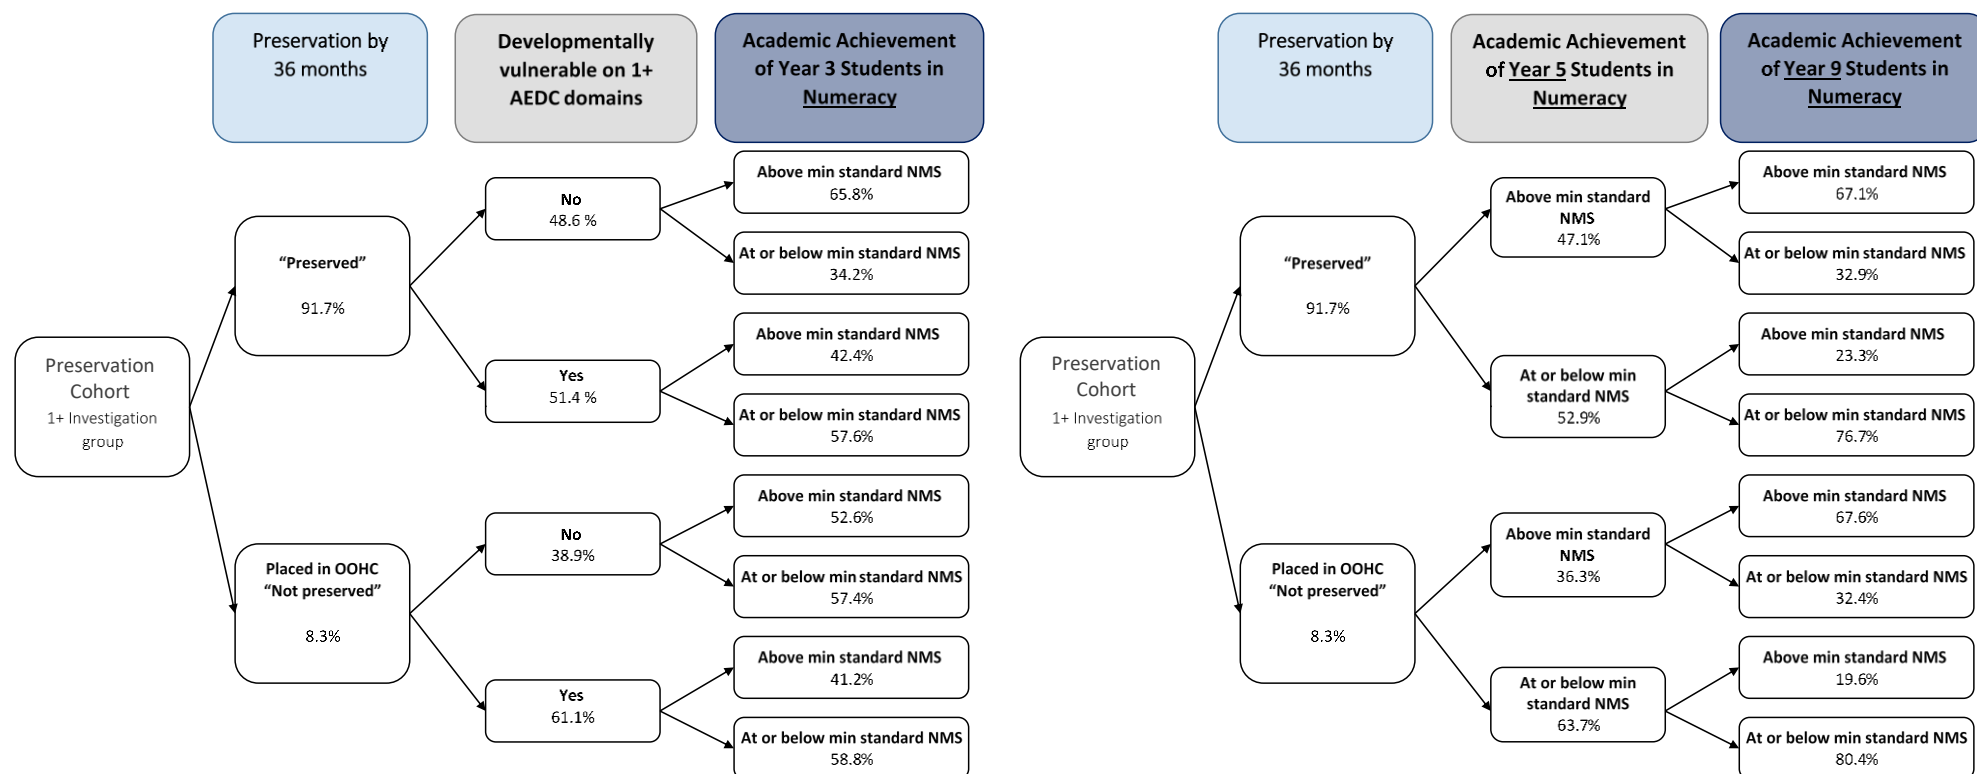 Preservation by
36 months
Developmentally
vulnerable on 1+
AEDC domains
Academic Achievement
of Year 3 Students in
Numeracy
Preservation Cohort
1+ Investigation
group
“Preserved”
91.7%
Placed in OOHC
“Not preserved”
8.3%
No
48.6 %
Yes
51.4 %
No
38.9%
Yes
61.1%
Above min standard NMS
65.8%
At or below min standard NMS
34.2%
Above min standard NMS
42.4%
At or below min standard NMS
57.6%
Above min standard NMS
52.6%
At or below min standard NMS
57.4%
Above min standard NMS
41.2%
At or below min standard NMS
58.8%
Preservation by
36 months
Academic Achievement
of Year 5 Students in
Numeracy
Academic Achievement
of Year 9 Students in
Numeracy
Preservation
Cohort
1+ Investigation
group
“Preserved”
91.7%
Placed in OOHC
“Not preserved”
8.3%
Above min standard
NMS
47.1%
At or below min
standard NMS
52.9%
Above min standard
NMS
36.3%
At or below min
standard NMS
63.7%
Above min standard NMS
67.1%
At or below min standard NMS
32.9%
Above min standard NMS
23.3%
At or below min standard NMS
76.7%
Above min standard NMS
67.6%
At or below min standard NMS
32.4%
Above min standard NMS
19.6%
At or below min standard NMS
80.4%